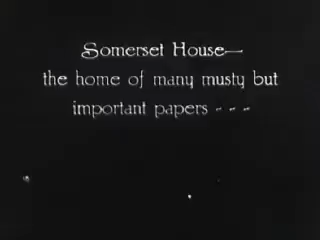 Somerset House—
the home of many musty but
important papers - - -